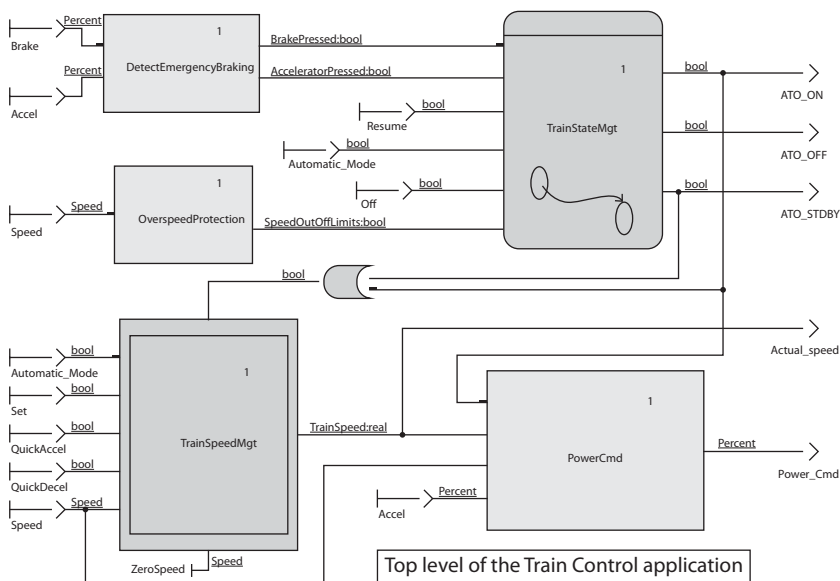 Percent
1
Brake
DetectEmergencyBraking
BrakePressed:bool
Percent
AcceleratorPressed:bool
Accel
1
TrainStateMgt
bool
ATO_ON
bool
Resume
bool
Automatic_Mode
bool
ATO_OFF
bool
Off
bool
ATO_STDBY
1
Speed
Speed
OverspeedProtection
SpeedOutOffLimits:bool
bool
bool
Automatic_Mode
bool
Set
bool
QuickAccel
bool
QuickDecel
Speed
Speed
1
TrainSpeedMgt
TrainSpeed:real
Actual_speed
1
PowerCmd
Percent
Power_Cmd
Percent
Accel
ZeroSpeed
Speed
Top level of the Train Control application